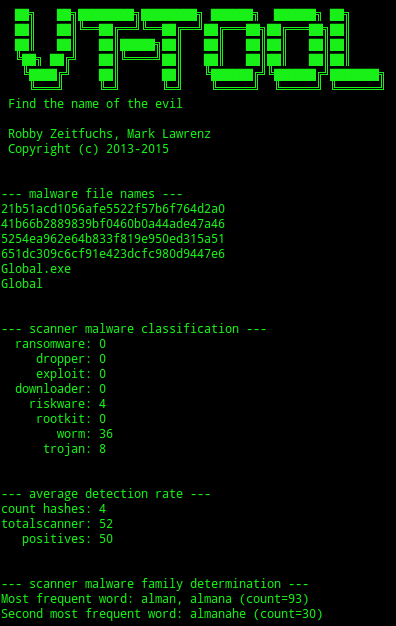 VT-TOOL
Find the name of the evil
Robby Zeitfuchs, Mark Lawrenz
Copyright (c) 2013-2015
--- malware file names ---
21b51acd1056afe5522f57b6f764d2a0
41b66b2889839bf0460b0a44ade47a46
5254ea962e64b833f819e950ed315a51
651dc309c6cf91e423dcfc980d9447e6
Global.exe
Global
--- scanner malware classification ---
ransomware: 0
dropper: 0
exploit: 0
downloader: 0
riskware: 4
rootkit: 0
worm: 36
trojan: 8
--- average detection rate ---
count hashes: 4
totalscanner: 52
positives: 50
--- scanner malware family determination ---
Most frequent word: alman, almana (count=93)
Second most frequent word: almanahe (count=30)